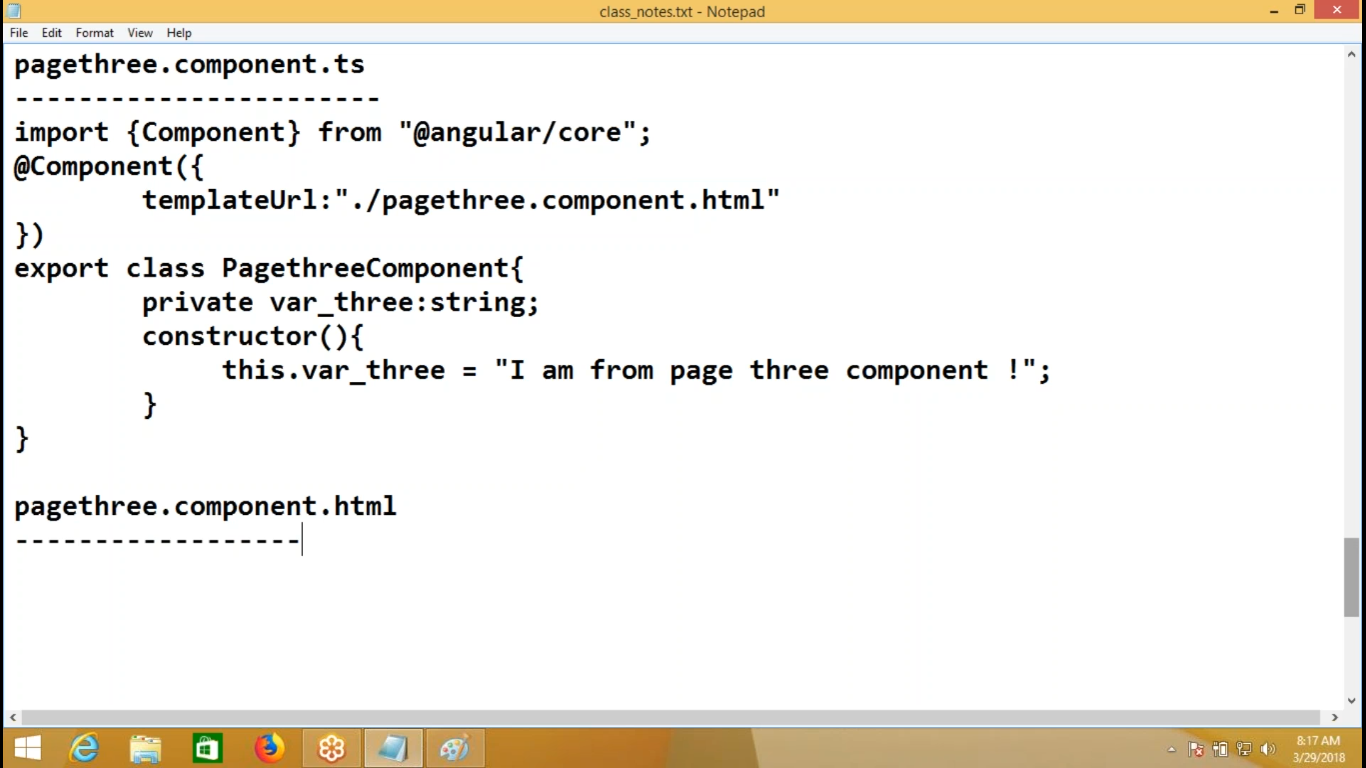 class_notes.txt - Notepad
File Edit Format View Help
pagethree.component.ts
-----------------------
import {Component} from "@angular/core";
@Component({
        templateUrl:"./pagethree.component.html"
})
export class PagethreeComponent{
        private var_three:string;
        constructor(){
             this.var_three = "I am from page three component !";
        }
}
pagethree.component.html
------------------
8:17 AM
3/29/2018